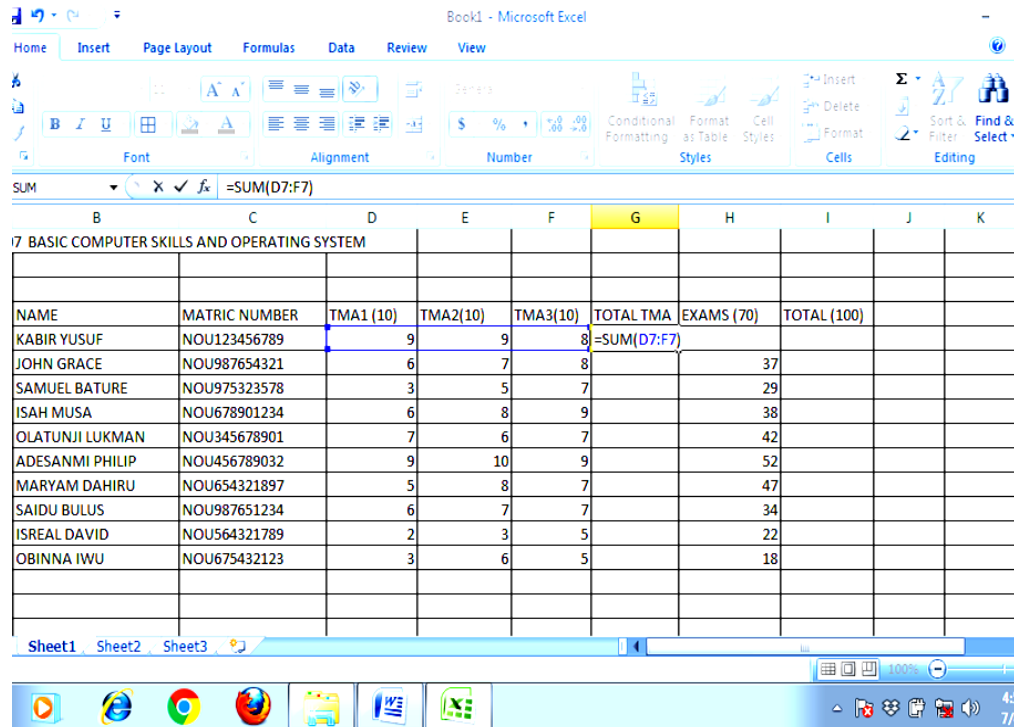 Book1 - Microsoft Excel
Home Insert Page Layout Formulas Data Review View
A A General Insert Σ
B I U A $ % , .00 Conditional Formatting Format as Table Cell Styles Delete Format Sort & Filter Find & Select
Font Alignment Number Styles Cells Editing
SUM fx =SUM(D7:F7)
B C D E F G H I J K
07 BASIC COMPUTER SKILLS AND OPERATING SYSTEM
NAME MATRIC NUMBER TMA1 (10) TMA2(10) TMA3(10) TOTAL TMA EXAMS (70) TOTAL (100)
KABIR YUSUF NOU123456789 9 9 8 =SUM(D7:F7)
JOHN GRACE NOU987654321 6 7 8 37
SAMUEL BATURE NOU975323578 3 5 7 29
ISAH MUSA NOU678901234 6 8 9 38
OLATUNJI LUKMAN NOU345678901 7 6 7 42
ADESANMI PHILIP NOU456789032 9 10 9 52
MARYAM DAHIRU NOU654321897 5 8 7 47
SAIDU BULUS NOU987651234 6 7 7 34
ISREAL DAVID NOU564321789 2 3 5 22
OBINNA IWU NOU675432123 3 6 5 18
Sheet1 Sheet2 Sheet3
100%